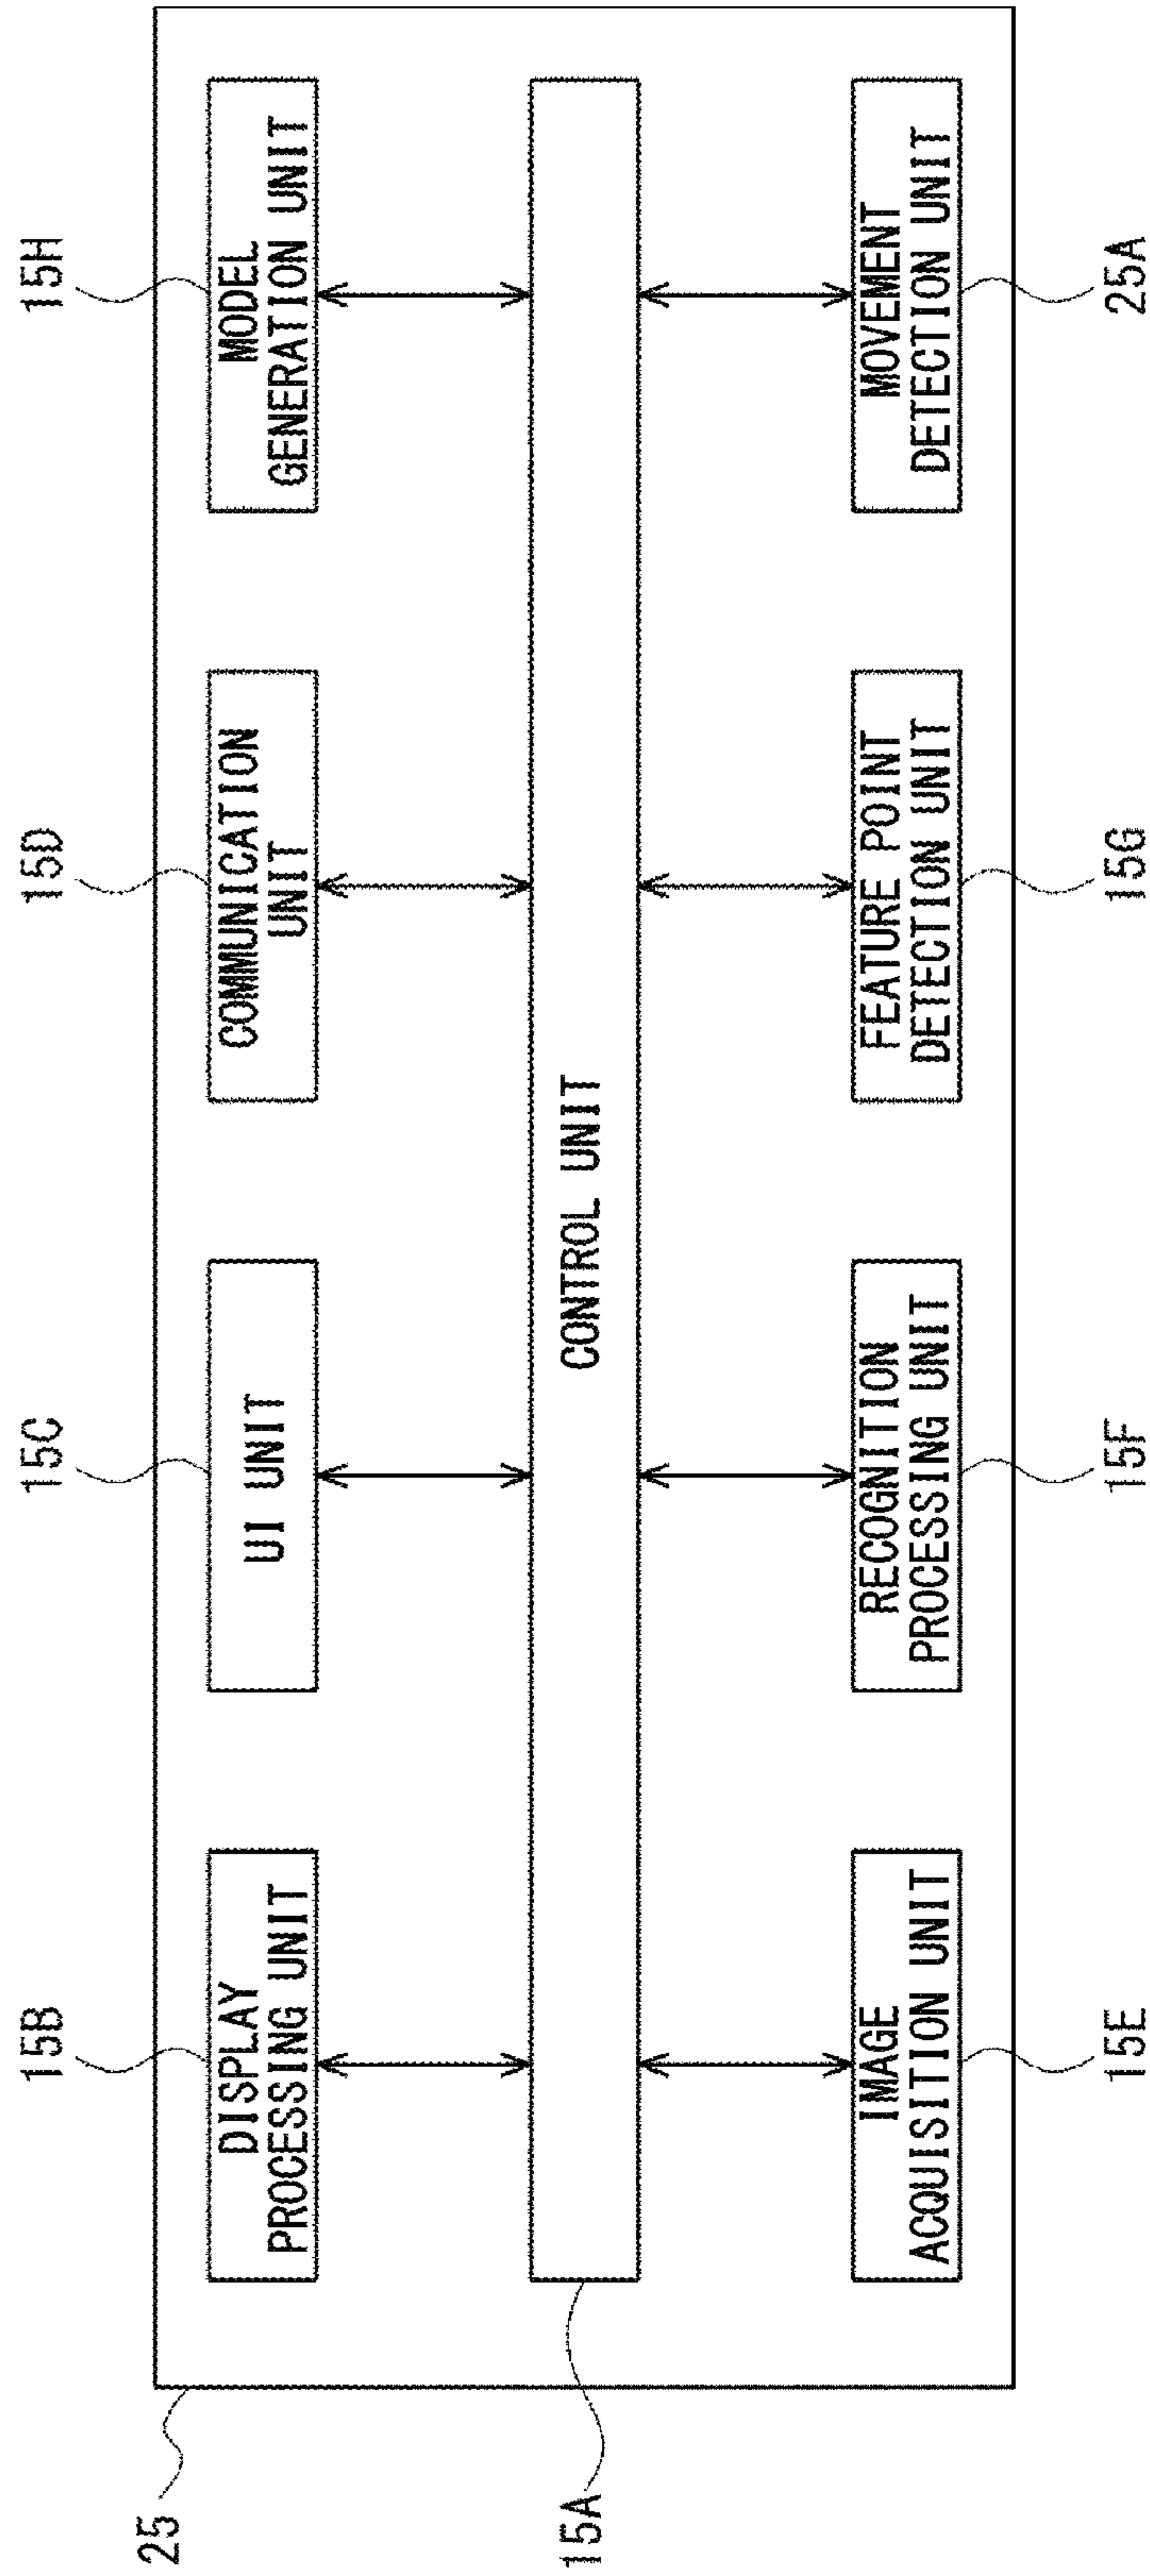 25
15B
15C
15D
15H
DISPLAY
PROCESSING UNIT
UI UNIT
COMMUNICATION
UNIT
MODEL
GENERATION UNIT
15A
CONTROL UNIT
IMAGE
ACQUISITION UNIT
RECOGNITION
PROCESSING UNIT
FEATURE POINT
DETECTION UNIT
MOVEMENT
DETECTION UNIT
15E
15F
15G
25A